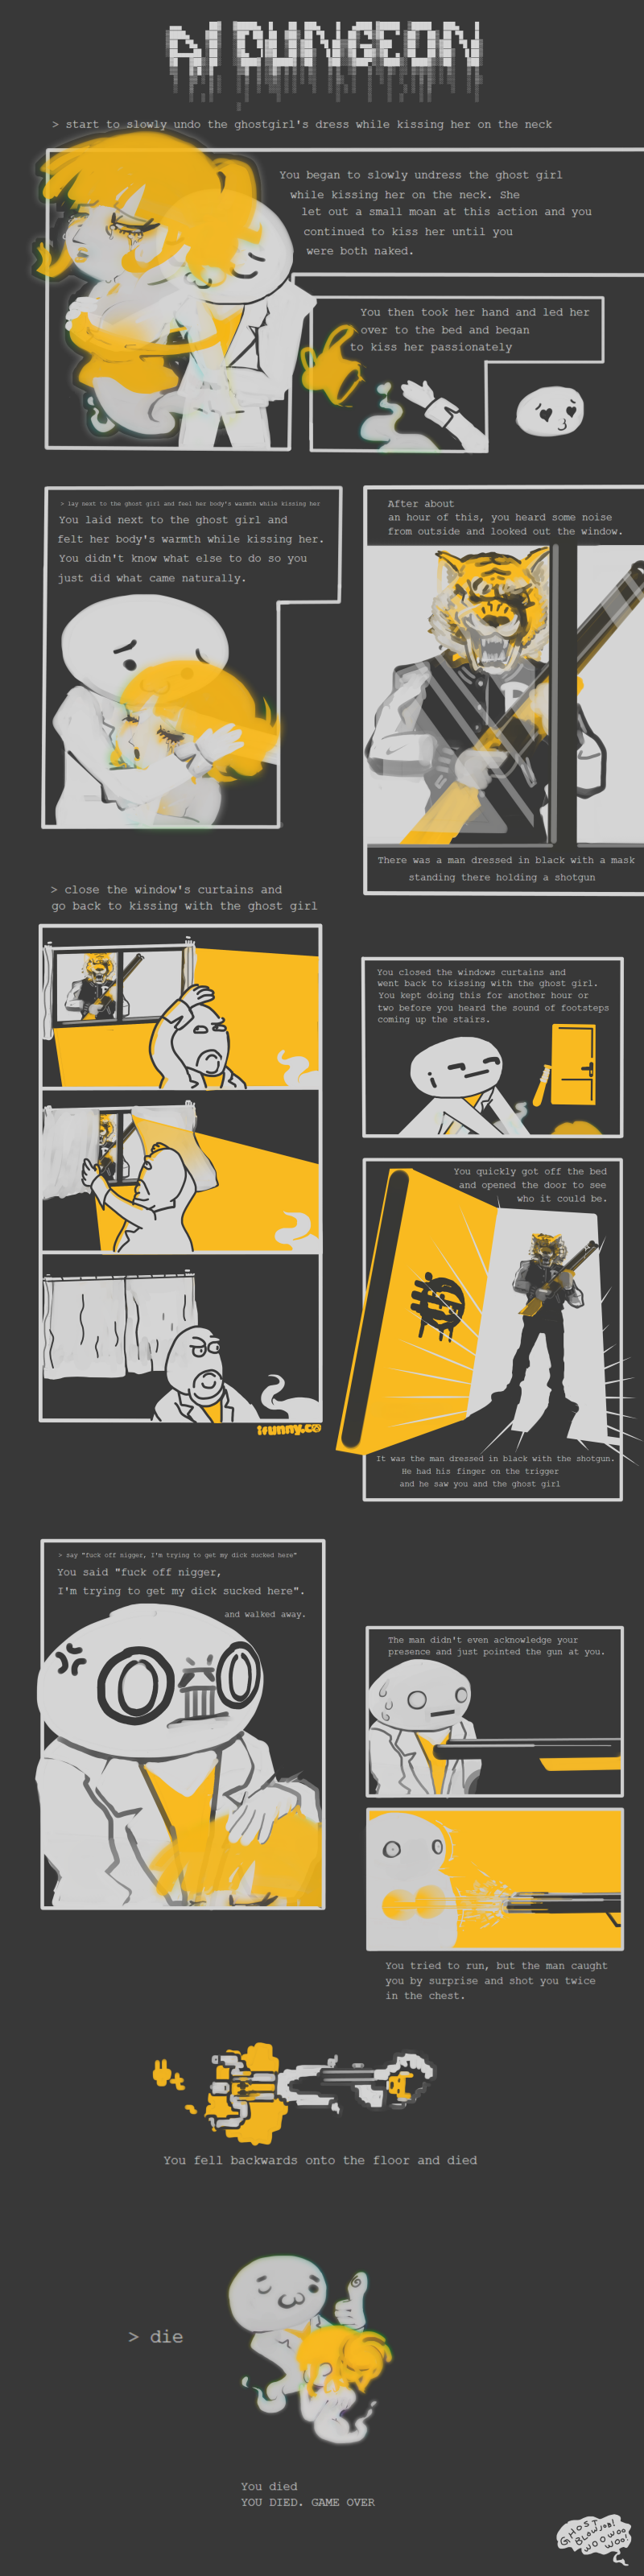 AI DUNGEON
> start to slowly undo the ghostgirl's dress while kissing her on the neck
You began to slowly undress the ghost girl
while kissing her on the neck. She
let out a small moan at this action and you
continued to kiss her until you
were both naked.
You then took her hand and led her
over to the bed and began
to kiss her passionately
> lay next to the ghost girl and feel her body's warmth while kissing her
You laid next to the ghost girl and
felt her body's warmth while kissing her.
You didn't know what else to do so you
just did what came naturally.
After about
an hour of this, you heard some noise
from outside and looked out the window.
There was a man dressed in black with a mask
standing there holding a shotgun
> close the window's curtains and
go back to kissing with the ghost girl
ifunny.co
You closed the windows curtains and
went back to kissing with the ghost girl.
You kept doing this for another hour or
two before you heard the sound of footsteps
coming up the stairs.
You quickly got off the bed
and opened the door to see
who it could be.
It was the man dressed in black with the shotgun.
He had his finger on the trigger
and he saw you and the ghost girl
> say "fuck off nigger, I'm trying to get my dick sucked here"
You said "fuck off nigger,
I'm trying to get my dick sucked here".
and walked away.
The man didn't even acknowledge your
presence and just pointed the gun at you.
You tried to run, but the man caught
you by surprise and shot you twice
in the chest.
You fell backwards onto the floor and died
> die
You died
YOU DIED. GAME OVER
GHOST
BLOWJOB!
WOOWOO
WOO!